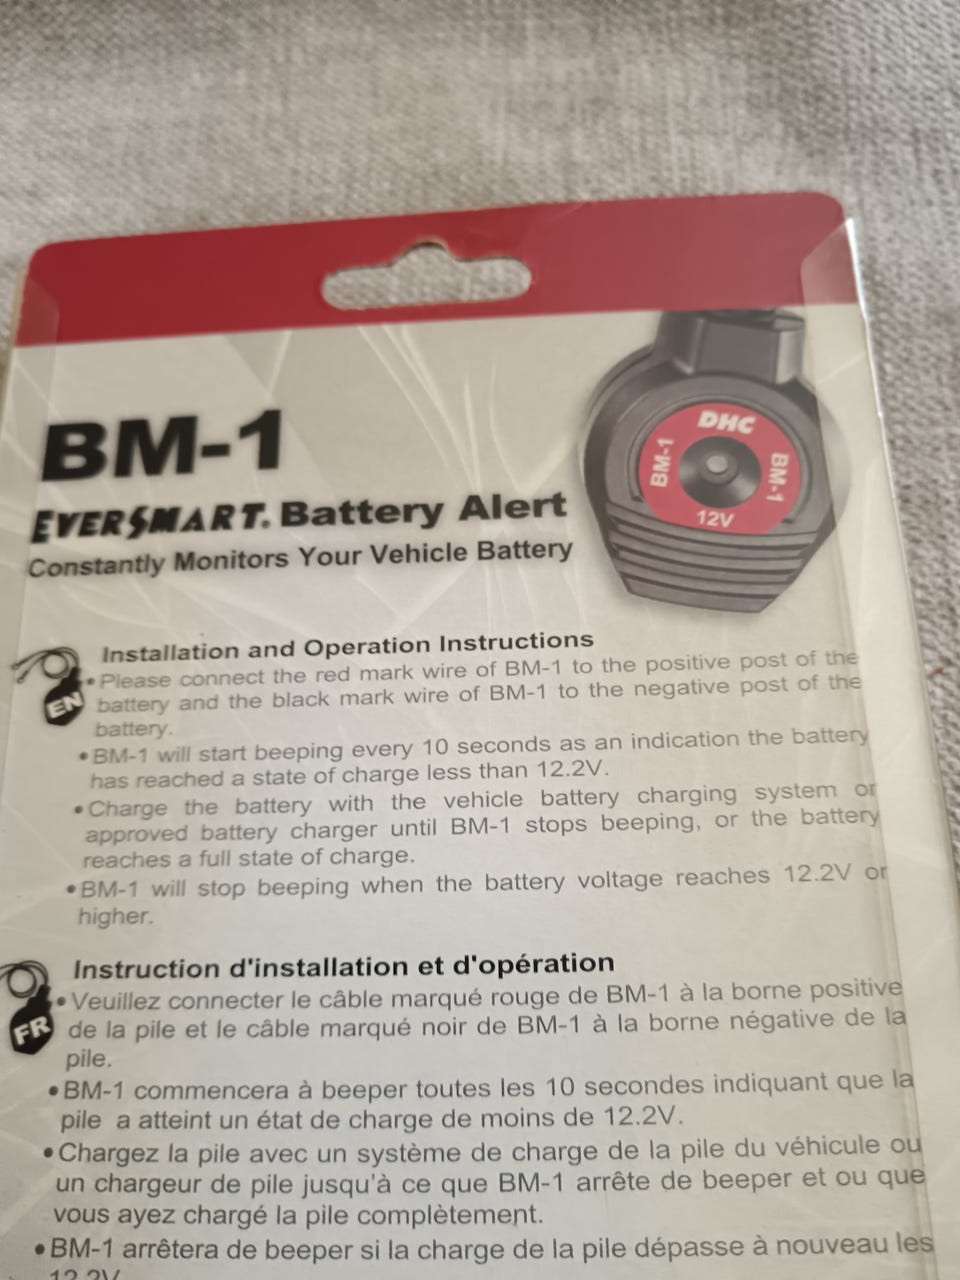 BM-1
EVERSMART. Battery Alert
Constantly Monitors Your Vehicle Battery
DHC
BM-1
BM-1
12V
EN
Installation and Operation Instructions
•Please connect the red mark wire of BM-1 to the positive post of the
battery and the black mark wire of BM-1 to the negative post of the
battery.
•BM-1 will start beeping every 10 seconds as an indication the battery
has reached a state of charge less than 12.2V.
•Charge the battery with the vehicle battery charging system or
approved battery charger until BM-1 stops beeping, or the battery
reaches a full state of charge.
•BM-1 will stop beeping when the battery voltage reaches 12.2V or
higher.
FR
Instruction d'installation et d'opération
•Veuillez connecter le câble marqué rouge de BM-1 à la borne positive
de la pile et le câble marqué noir de BM-1 à la borne négative de la
pile.
•BM-1 commencera à beeper toutes les 10 secondes indiquant que la
pile a atteint un état de charge de moins de 12.2V.
•Chargez la pile avec un système de charge de la pile du véhicule ou
un chargeur de pile jusqu'à ce que BM-1 arrête de beeper et ou que
vous ayez chargé la pile complètement.
•BM-1 arrêtera de beeper si la charge de la pile dépasse à nouveau les
12.2V